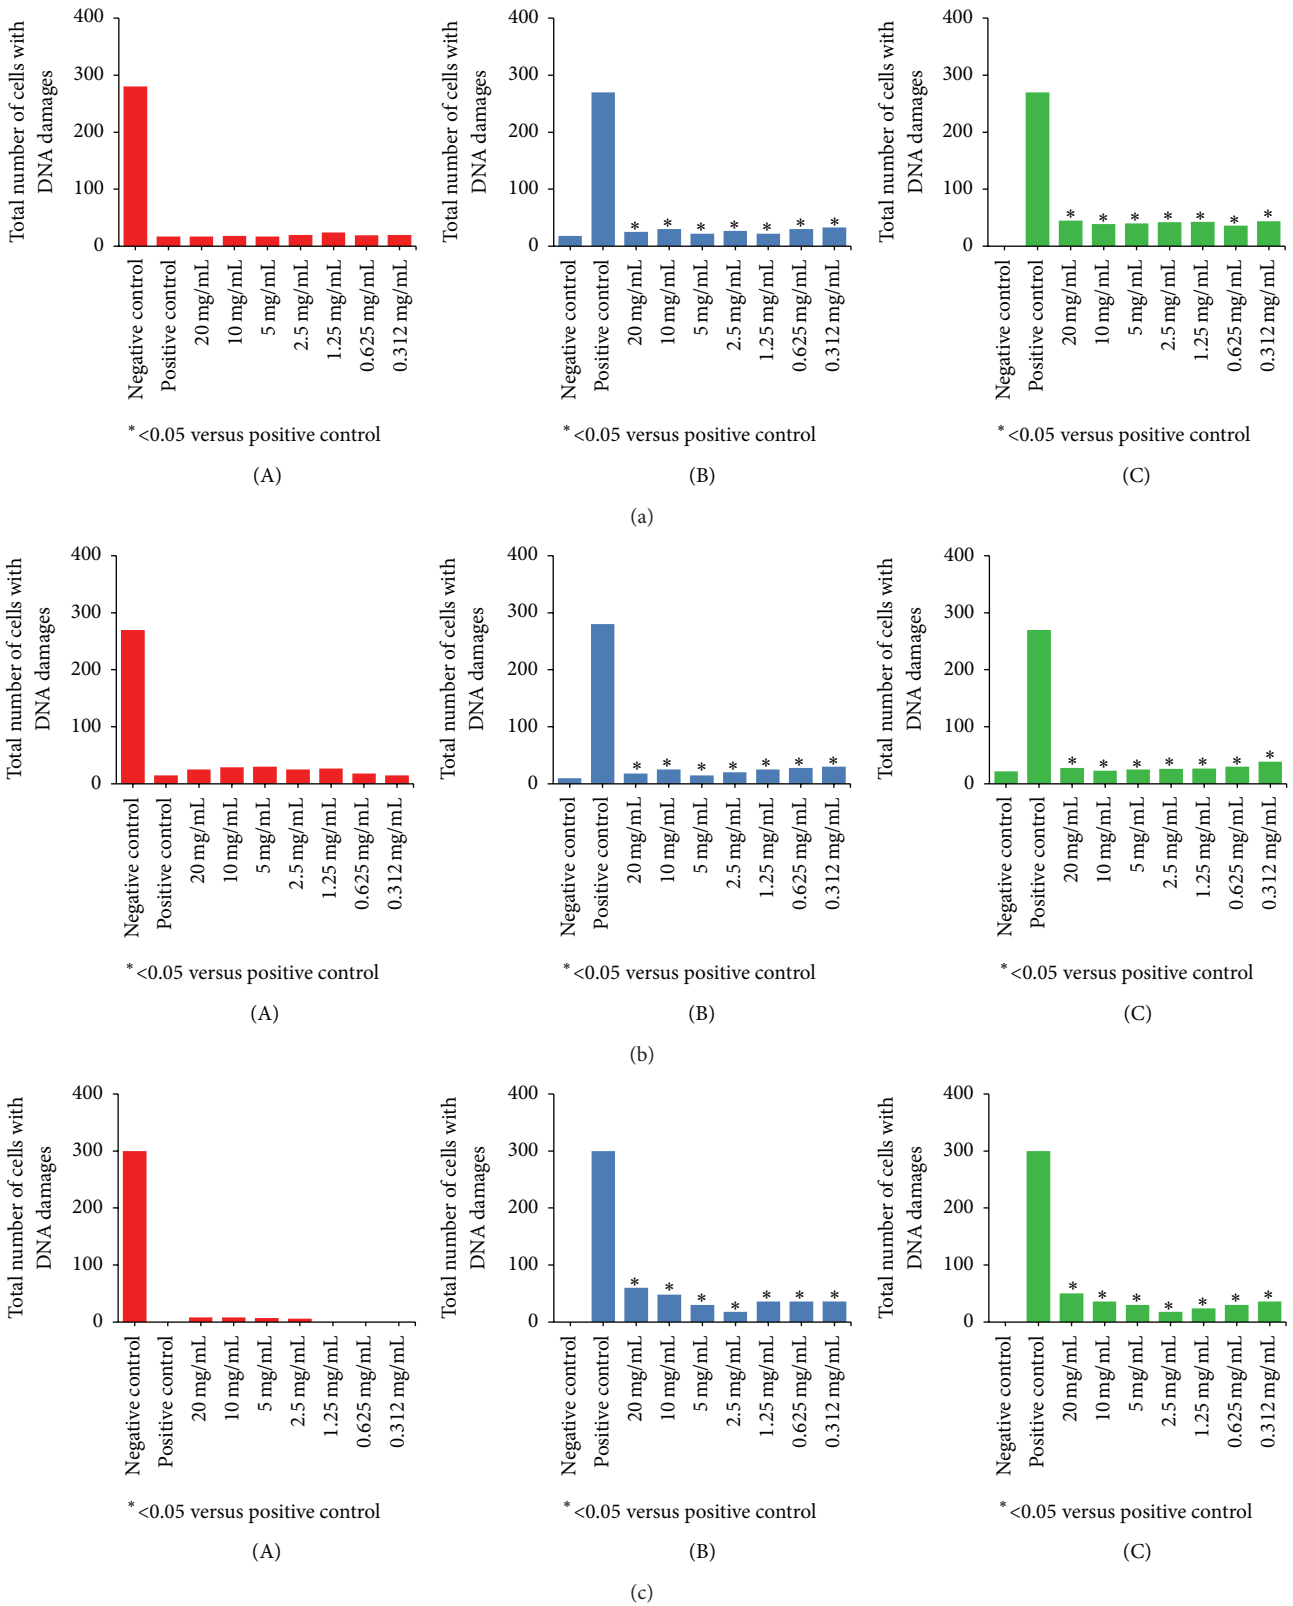 Total number of cells with
DNA damages
400
300
200
100
0
Negative control
Positive control
20 mg/mL
10 mg/mL
5 mg/mL
2.5 mg/mL
1.25 mg/mL
0.625 mg/mL
0.312 mg/mL
*<0.05 versus positive control
(A)
Total number of cells with
DNA damages
400
300
200
100
0
* * * * * * *
Negative control
Positive control
20 mg/mL
10 mg/mL
5 mg/mL
2.5 mg/mL
1.25 mg/mL
0.625 mg/mL
0.312 mg/mL
*<0.05 versus positive control
(B)
Total number of cells with
DNA damages
400
300
200
100
0
* * * * * * *
Negative control
Positive control
20 mg/mL
10 mg/mL
5 mg/mL
2.5 mg/mL
1.25 mg/mL
0.625 mg/mL
0.312 mg/mL
*<0.05 versus positive control
(C)
(a)
Total number of cells with
DNA damages
400
300
200
100
0
Negative control
Positive control
20 mg/mL
10 mg/mL
5 mg/mL
2.5 mg/mL
1.25 mg/mL
0.625 mg/mL
0.312 mg/mL
*<0.05 versus positive control
(A)
Total number of cells with
DNA damages
400
300
200
100
0
* * * * * * *
Negative control
Positive control
20 mg/mL
10 mg/mL
5 mg/mL
2.5 mg/mL
1.25 mg/mL
0.625 mg/mL
0.312 mg/mL
*<0.05 versus positive control
(B)
Total number of cells with
DNA damages
400
300
200
100
0
* * * * * * *
Negative control
Positive control
20 mg/mL
10 mg/mL
5 mg/mL
2.5 mg/mL
1.25 mg/mL
0.625 mg/mL
0.312 mg/mL
*<0.05 versus positive control
(C)
(b)
Total number of cells with
DNA damages
400
300
200
100
0
Negative control
Positive control
20 mg/mL
10 mg/mL
5 mg/mL
2.5 mg/mL
1.25 mg/mL
0.625 mg/mL
0.312 mg/mL
*<0.05 versus positive control
(A)
Total number of cells with
DNA damages
400
300
200
100
0
* * * * * * *
Negative control
Positive control
20 mg/mL
10 mg/mL
5 mg/mL
2.5 mg/mL
1.25 mg/mL
0.625 mg/mL
0.312 mg/mL
*<0.05 versus positive control
(B)
Total number of cells with
DNA damages
400
300
200
100
0
* * * * * * *
Negative control
Positive control
20 mg/mL
10 mg/mL
5 mg/mL
2.5 mg/mL
1.25 mg/mL
0.625 mg/mL
0.312 mg/mL
*<0.05 versus positive control
(C)
(c)